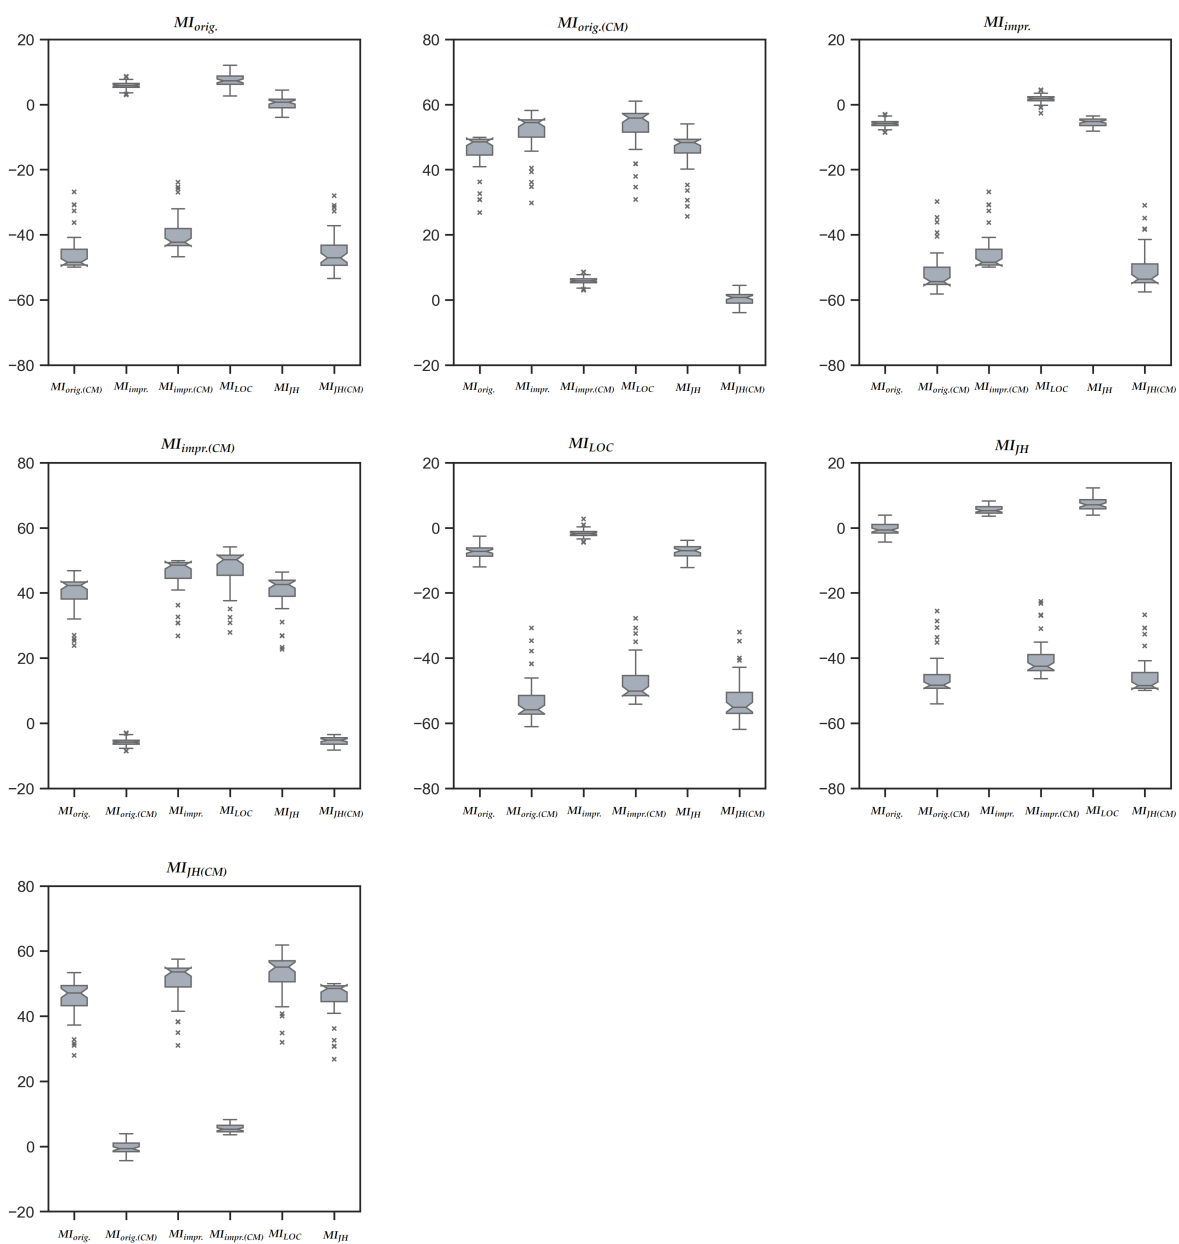 MI_orig. MI_orig.(CM) MI_impr.
20 80 20
0 60 0
−20 40 −20
−40 20 −40
−60 0 −60
−80 −20 −80
MI_orig.(CM) MI_impr. MI_impr.(CM) MI_LOC MI_JH MI_JH(CM) MI_orig. MI_impr. MI_impr.(CM) MI_LOC MI_JH MI_JH(CM) MI_orig. MI_orig.(CM) MI_impr.(CM) MI_LOC MI_JH MI_JH(CM)
MI_impr.(CM) MI_LOC MI_JH
80 20 20
60 0 0
40 −20 −20
20 −40 −40
0 −60 −60
−20 −80 −80
MI_orig. MI_orig.(CM) MI_impr. MI_LOC MI_JH MI_JH(CM) MI_orig. MI_orig.(CM) MI_impr. MI_impr.(CM) MI_JH MI_JH(CM) MI_orig. MI_orig.(CM) MI_impr. MI_impr.(CM) MI_LOC MI_JH(CM)
MI_JH(CM)
80
60
40
20
0
−20
MI_orig. MI_orig.(CM) MI_impr. MI_impr.(CM) MI_LOC MI_JH